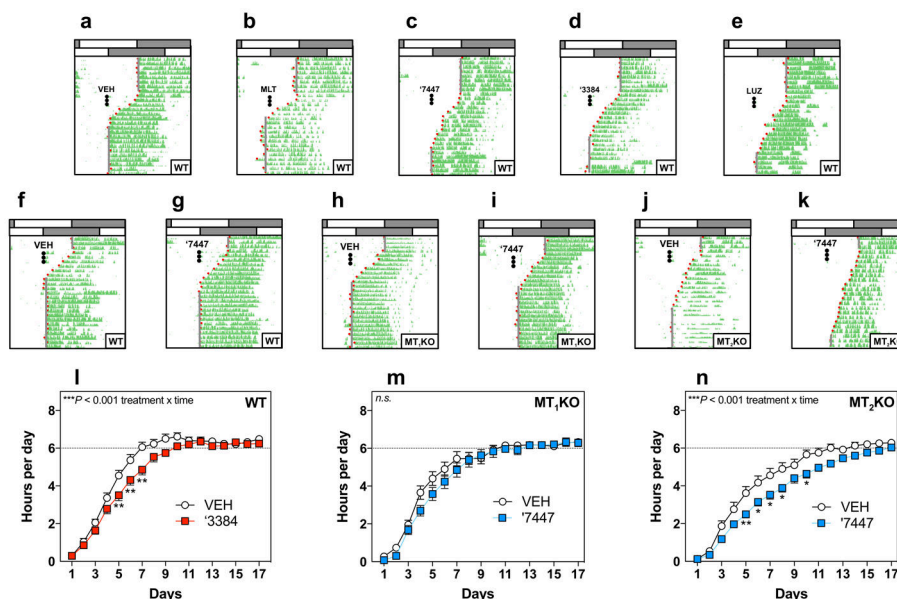 a
b
c
d
e
VEH
MLT
'7447
'3384
LUZ
WT
WT
WT
WT
WT
f
g
h
i
j
k
VEH
'7447
VEH
'7447
VEH
'7447
WT
WT
MT₁KO
MT₁KO
MT₂KO
MT₂KO
l
***P < 0.001 treatment x time
WT
Hours per day
8
6
4
2
0
**
**
**
VEH
'3384
1 3 5 7 9 11 13 15 17
Days
m
n.s.
MT₁KO
Hours per day
8
6
4
2
0
VEH
'7447
1 3 5 7 9 11 13 15 17
Days
n
***P < 0.001 treatment x time
MT₂KO
Hours per day
8
6
4
2
0
**
*
*
*
*
VEH
'7447
1 3 5 7 9 11 13 15 17
Days